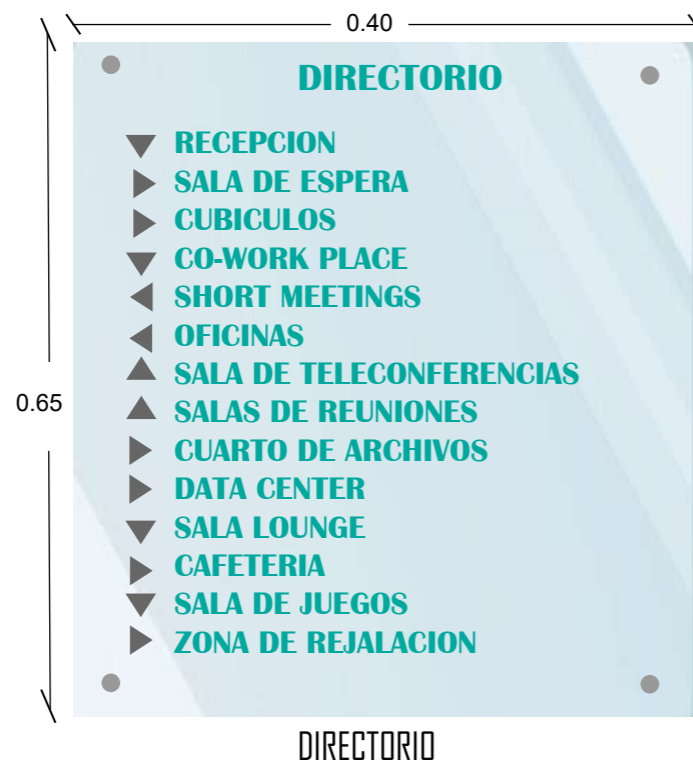 0.40
DIRECTORIO
RECEPCION
SALA DE ESPERA
CUBICULOS
CO-WORK PLACE
SHORT MEETINGS
OFICINAS
SALA DE TELECONFERENCIAS
0.65
SALAS DE REUNIONES
CUARTO DE ARCHIVOS
DATA CENTER
SALA LOUNGE
CAFETERIA
SALA DE JUEGOS
ZONA DE REJALACION
DIRECTORIO